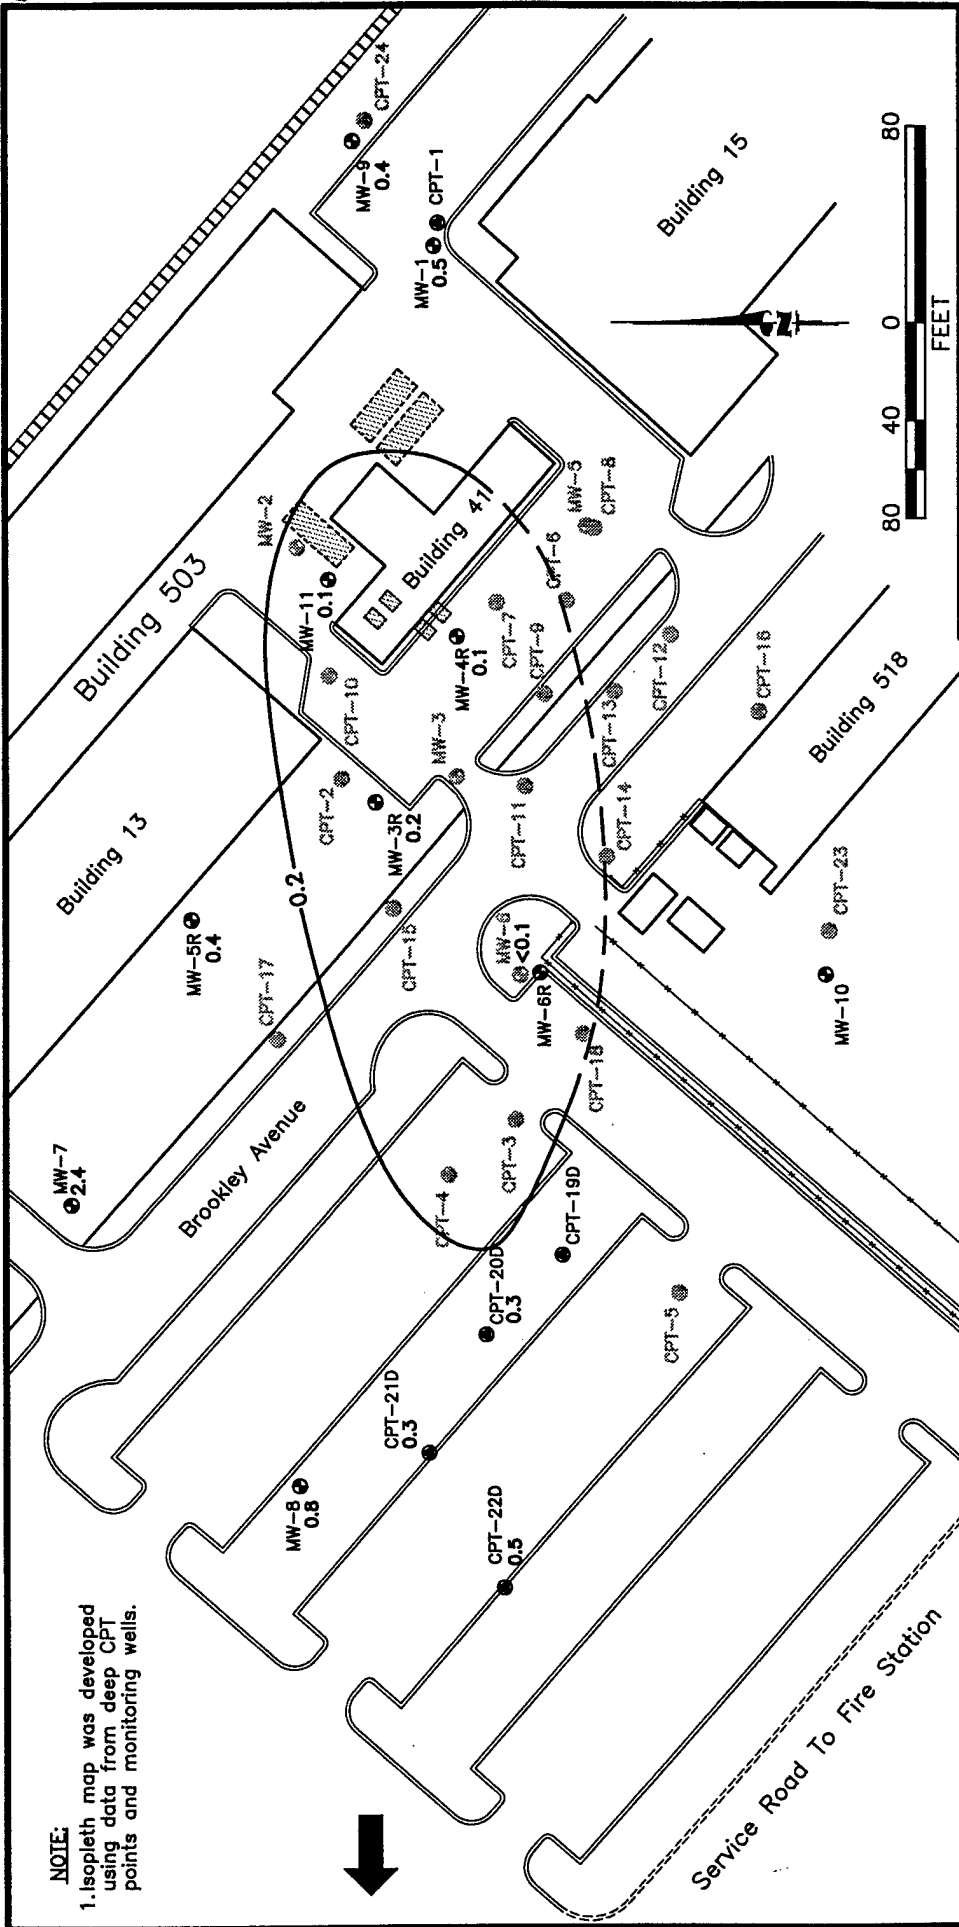 NOTE:
1. Isopleth map was developed
using data from deep CPT
points and monitoring wells.
MW-7
2.4
Building 13
Building 503
MW-5R
0.4
CPT-17
Brookley Avenue
MW-2
MW-11
0.1
CPT-10
CPT-2
MW-3R
0.2
MW-3
CPT-15
0.2
MW-9
0.4
CPT-24
MW-1
0.5
CPT-1
Building 411
MW-4R
0.1
CPT-7
CPT-9
CPT-6
MW-5
CPT-8
CPT-11
CPT-12
CPT-13
CPT-14
CPT-16
MW-6
<0.1
MW-6R
CPT-18
CPT-3
CPT-4
CPT-19D
CPT-20D
0.3
CPT-21D
0.3
MW-8
0.8
CPT-22D
0.5
CPT-5
CPT-23
MW-10
Building 518
Building 15
Service Road To Fire Station
N
80 40 0 80
FEET